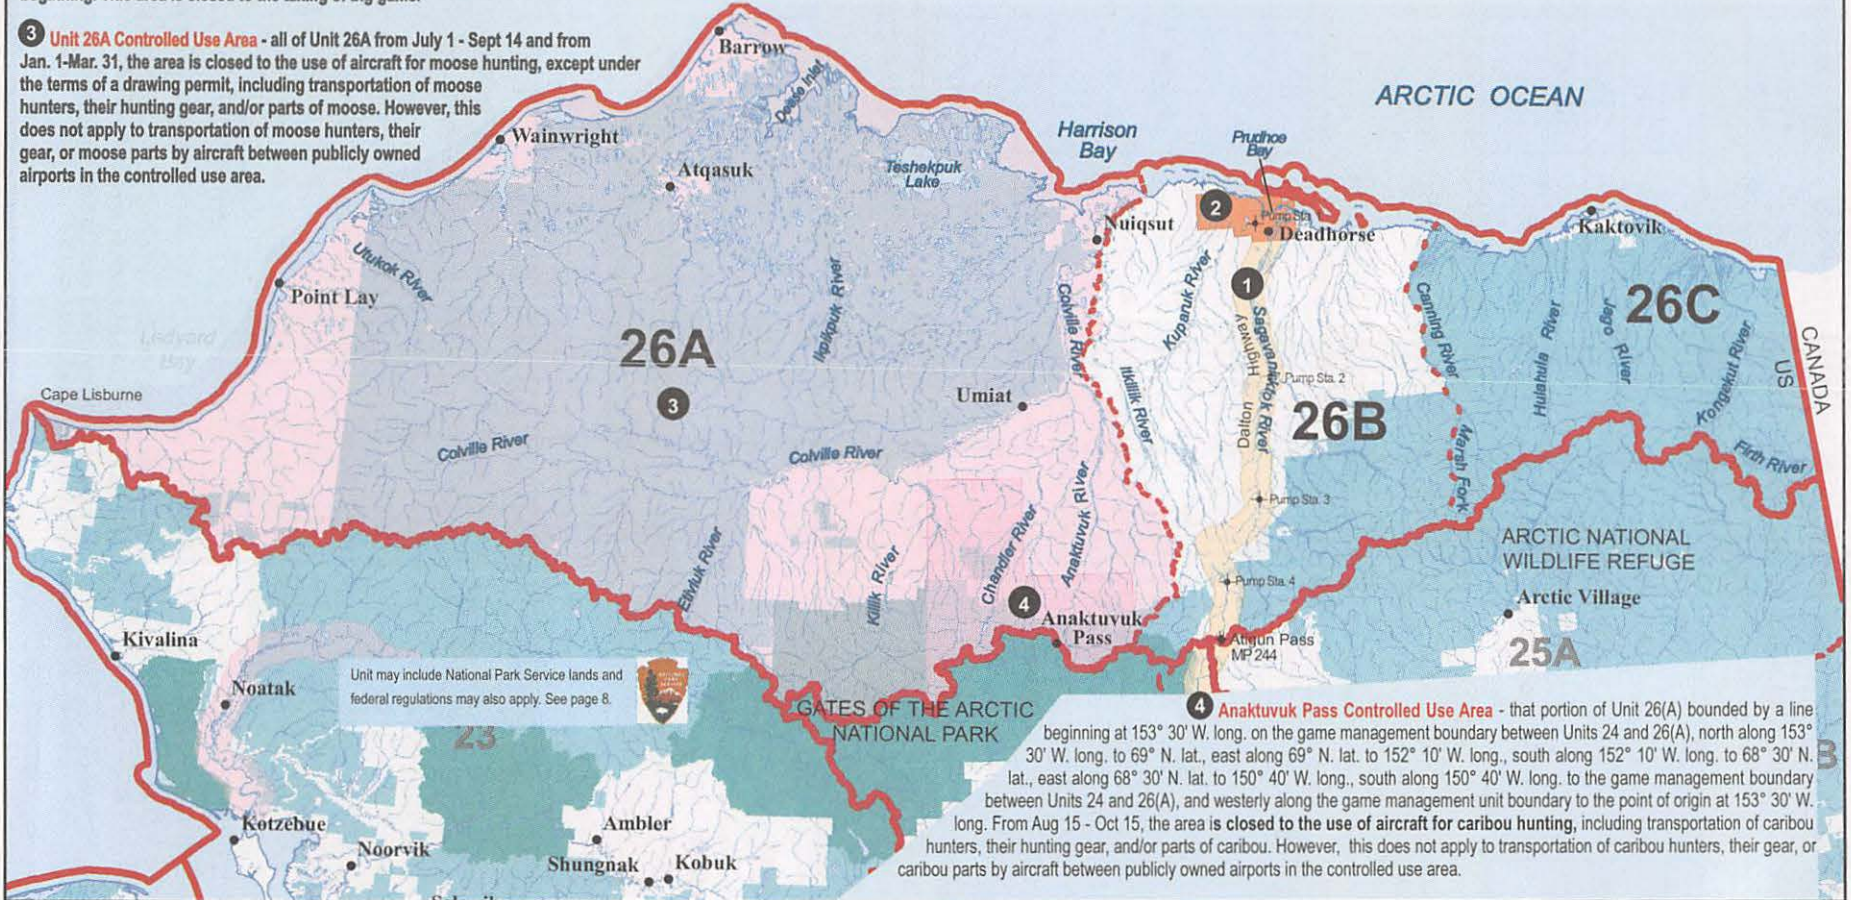 3 Unit 26A Controlled Use Area - all of Unit 26A from July 1 - Sept 14 and from
Jan. 1-Mar. 31, the area is closed to the use of aircraft for moose hunting, except under
the terms of a drawing permit, including transportation of moose
hunters, their hunting gear, and/or parts of moose. However, this
does not apply to transportation of moose hunters, their
gear, or moose parts by aircraft between publicly owned
airports in the controlled use area.
Barrow
Dease Inlet
ARCTIC OCEAN
Wainwright
Atqasuk
Teshekpuk
Lake
Harrison
Bay
Prudhoe
Bay
2
Pump Sta. 1
Deadhorse
Nuiqsut
Kaktovik
Utukok River
Point Lay
Ikpikpuk River
Colville River
Kuparuk River
1
Sagavanirktok River
Dalton Highway
Canning River
Hulahula River
Jago River
26C
Kongakut River
CANADA
US
Ledyard
Bay
26A
3
Cape Lisburne
Umiat
Itkillik River
Pump Sta. 2
26B
Marsh Fork
Firth River
Colville River
Colville River
Pump Sta. 3
Etivluk River
Killik River
Chandler River
Anaktuvuk River
ARCTIC NATIONAL
WILDLIFE REFUGE
Pump Sta. 4
Arctic Village
4
Anaktuvuk
Pass
Atigun Pass
MP 244
25A
Kivalina
Noatak
Unit may include National Park Service lands and
federal regulations may also apply. See page 8.
23
GATES OF THE ARCTIC
NATIONAL PARK
4 Anaktuvuk Pass Controlled Use Area - that portion of Unit 26(A) bounded by a line
beginning at 153° 30' W. long. on the game management boundary between Units 24 and 26(A), north along 153°
30' W. long. to 69° N. lat., east along 69° N. lat. to 152° 10' W. long., south along 152° 10' W. long. to 68° 30' N.
lat., east along 68° 30' N. lat. to 150° 40' W. long., south along 150° 40' W. long. to the game management boundary
between Units 24 and 26(A), and westerly along the game management unit boundary to the point of origin at 153° 30' W.
long. From Aug 15 - Oct 15, the area is closed to the use of aircraft for caribou hunting, including transportation of caribou
hunters, their hunting gear, and/or parts of caribou. However, this does not apply to transportation of caribou hunters, their gear, or
caribou parts by aircraft between publicly owned airports in the controlled use area.
B
Kotzebue
Noorvik
Ambler
Shungnak
Kobuk